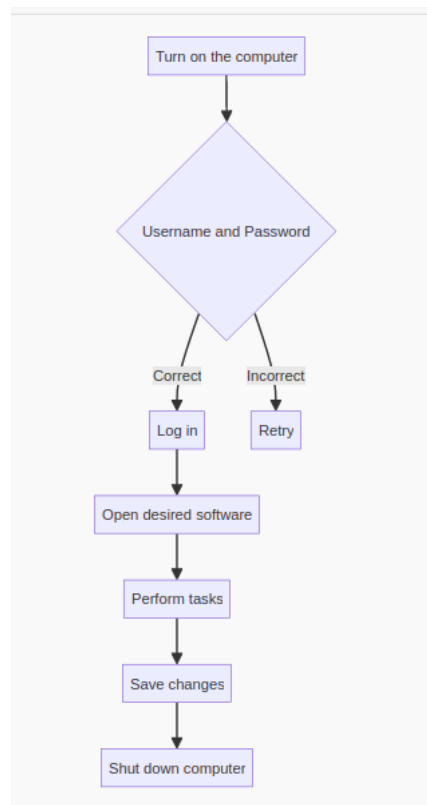 Turn on the computer
Username and Password
Correct
Incorrect
Log in
Retry
Open desired software
Perform tasks
Save changes
Shut down computer